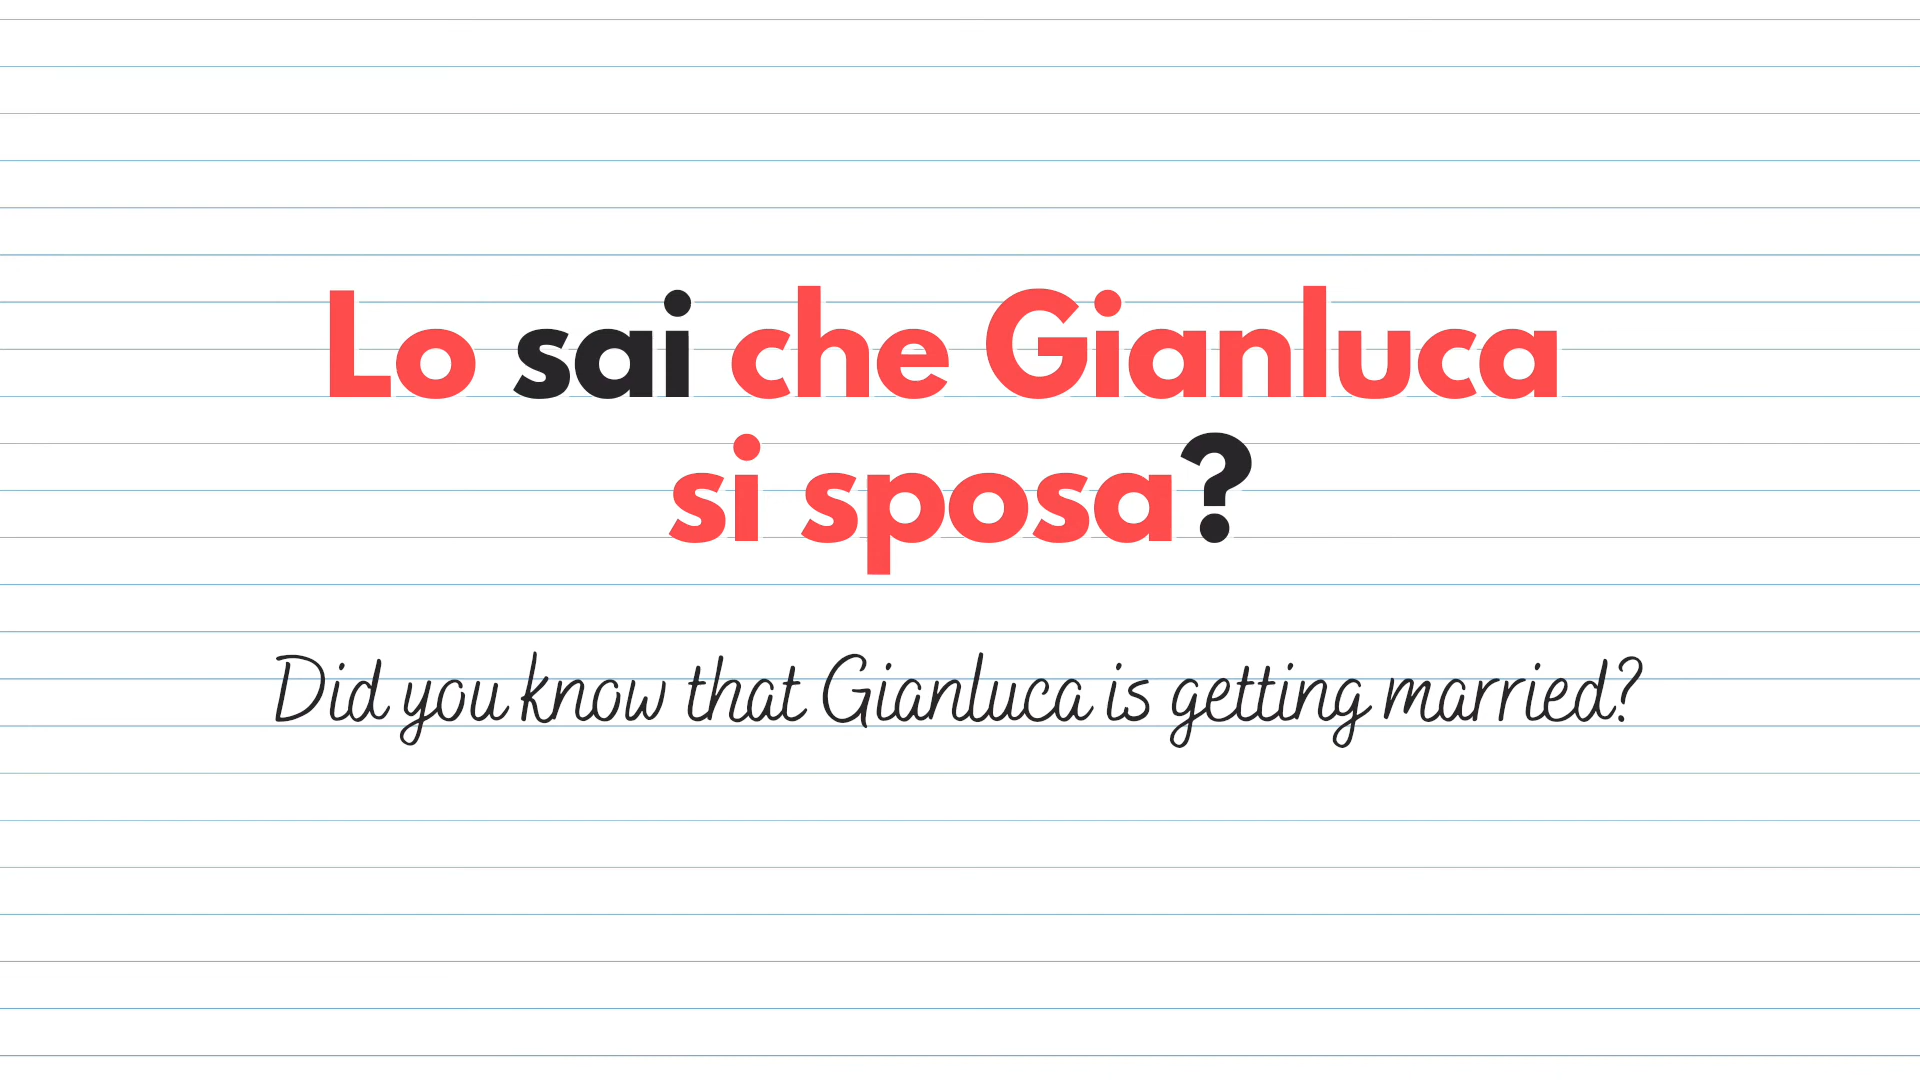 Lo sai che Gianluca
si sposa?
Did you know that Gianluca is getting married?